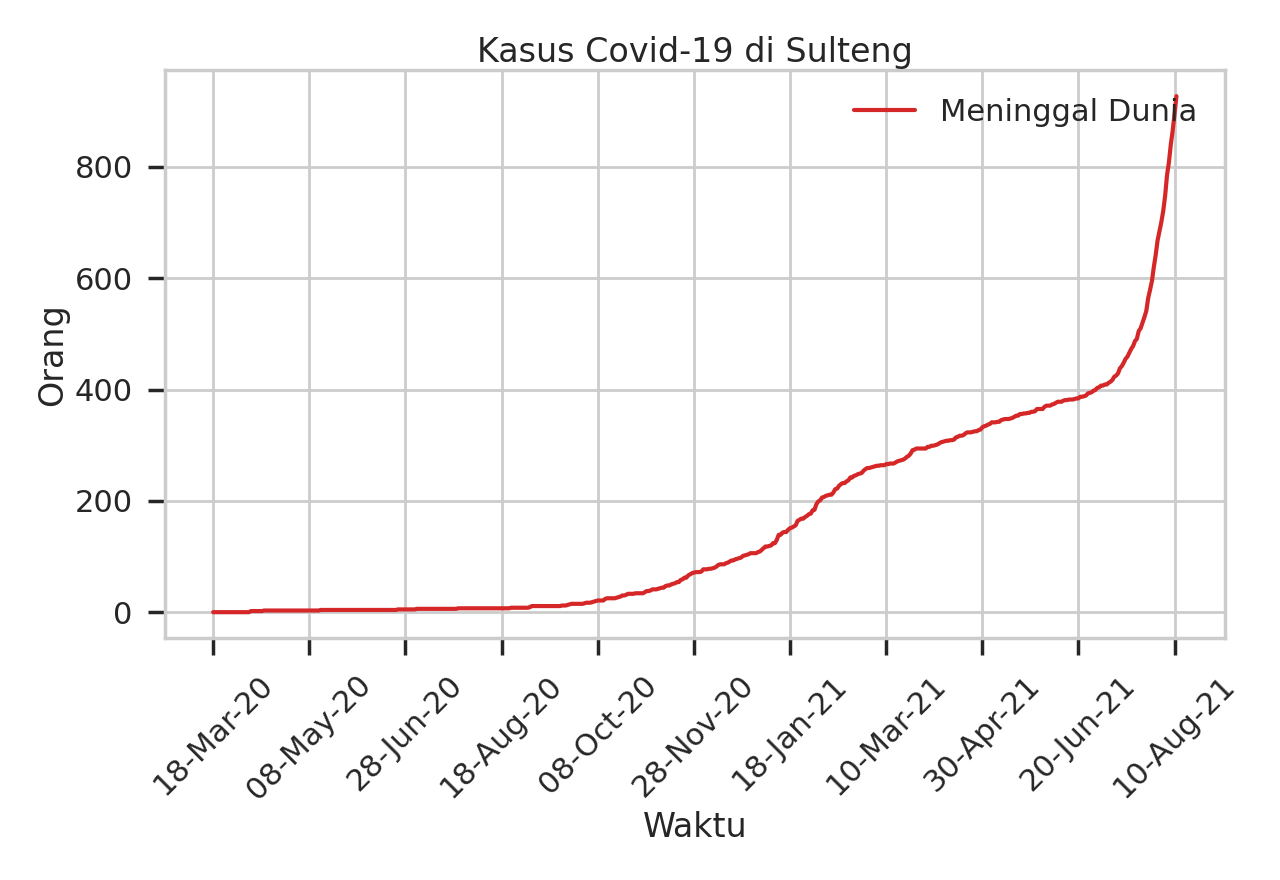 Kasus Covid-19 di Sulteng
Meninggal Dunia
Orang
800
600
400
200
0
18-Mar-20
08-May-20
28-Jun-20
18-Aug-20
08-Oct-20
28-Nov-20
18-Jan-21
10-Mar-21
30-Apr-21
20-Jun-21
10-Aug-21
Waktu